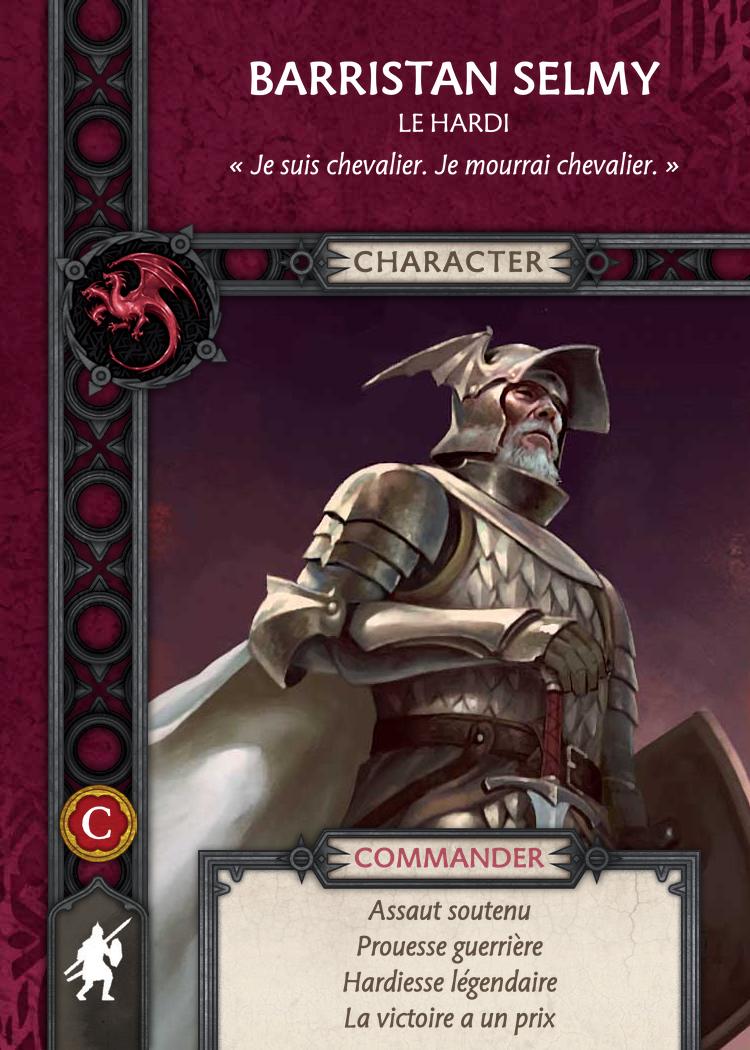 BARRISTAN SELMY
LE HARDI
« Je suis chevalier. Je mourrai chevalier. »
CHARACTER
C
COMMANDER
Assaut soutenu
Prouesse guerrière
Hardiesse légendaire
La victoire a un prix